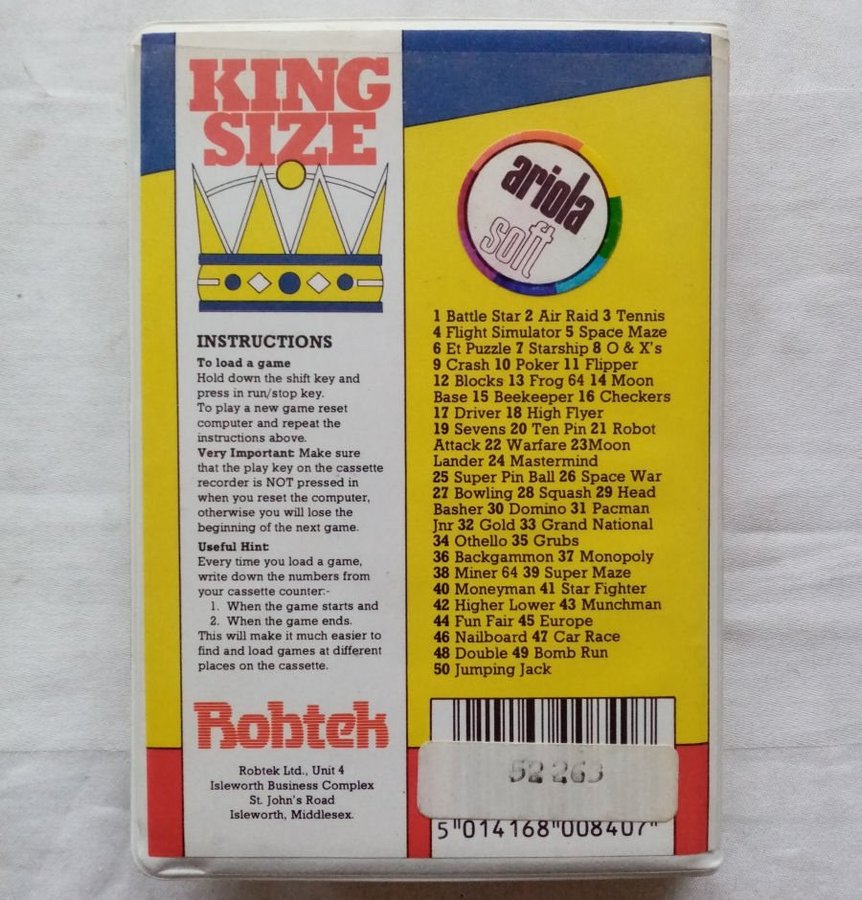 KING
SIZE
INSTRUCTIONS
To load a game
Hold down the shift key and
press in run/stop key.
To play a new game reset
computer and repeat the
instructions above.
Very Important: Make sure
that the play key on the cassette
recorder is NOT pressed in
when you reset the computer,
otherwise you will lose the
beginning of the next game.
Useful Hint:
Every time you load a game,
write down the numbers from
your cassette counter:-
1. When the game starts and
2. When the game ends.
This will make it much easier to
find and load games at different
places on the cassette.
Robtek
Robtek Ltd., Unit 4
Isleworth Business Complex
St. John's Road
Isleworth, Middlesex.
ariola
soft
1 Battle Star 2 Air Raid 3 Tennis
4 Flight Simulator 5 Space Maze
6 Et Puzzle 7 Starship 8 O & X's
9 Crash 10 Poker 11 Flipper
12 Blocks 13 Frog 64 14 Moon
Base 15 Beekeeper 16 Checkers
17 Driver 18 High Flyer
19 Sevens 20 Ten Pin 21 Robot
Attack 22 Warfare 23Moon
Lander 24 Mastermind
25 Super Pin Ball 26 Space War
27 Bowling 28 Squash 29 Head
Basher 30 Domino 31 Pacman
Jnr 32 Gold 33 Grand National
34 Othello 35 Grubs
36 Backgammon 37 Monopoly
38 Miner 64 39 Super Maze
40 Moneyman 41 Star Fighter
42 Higher Lower 43 Munchman
44 Fun Fair 45 Europe
46 Nailboard 47 Car Race
48 Double 49 Bomb Run
50 Jumping Jack
52 263
5"014168"008407"